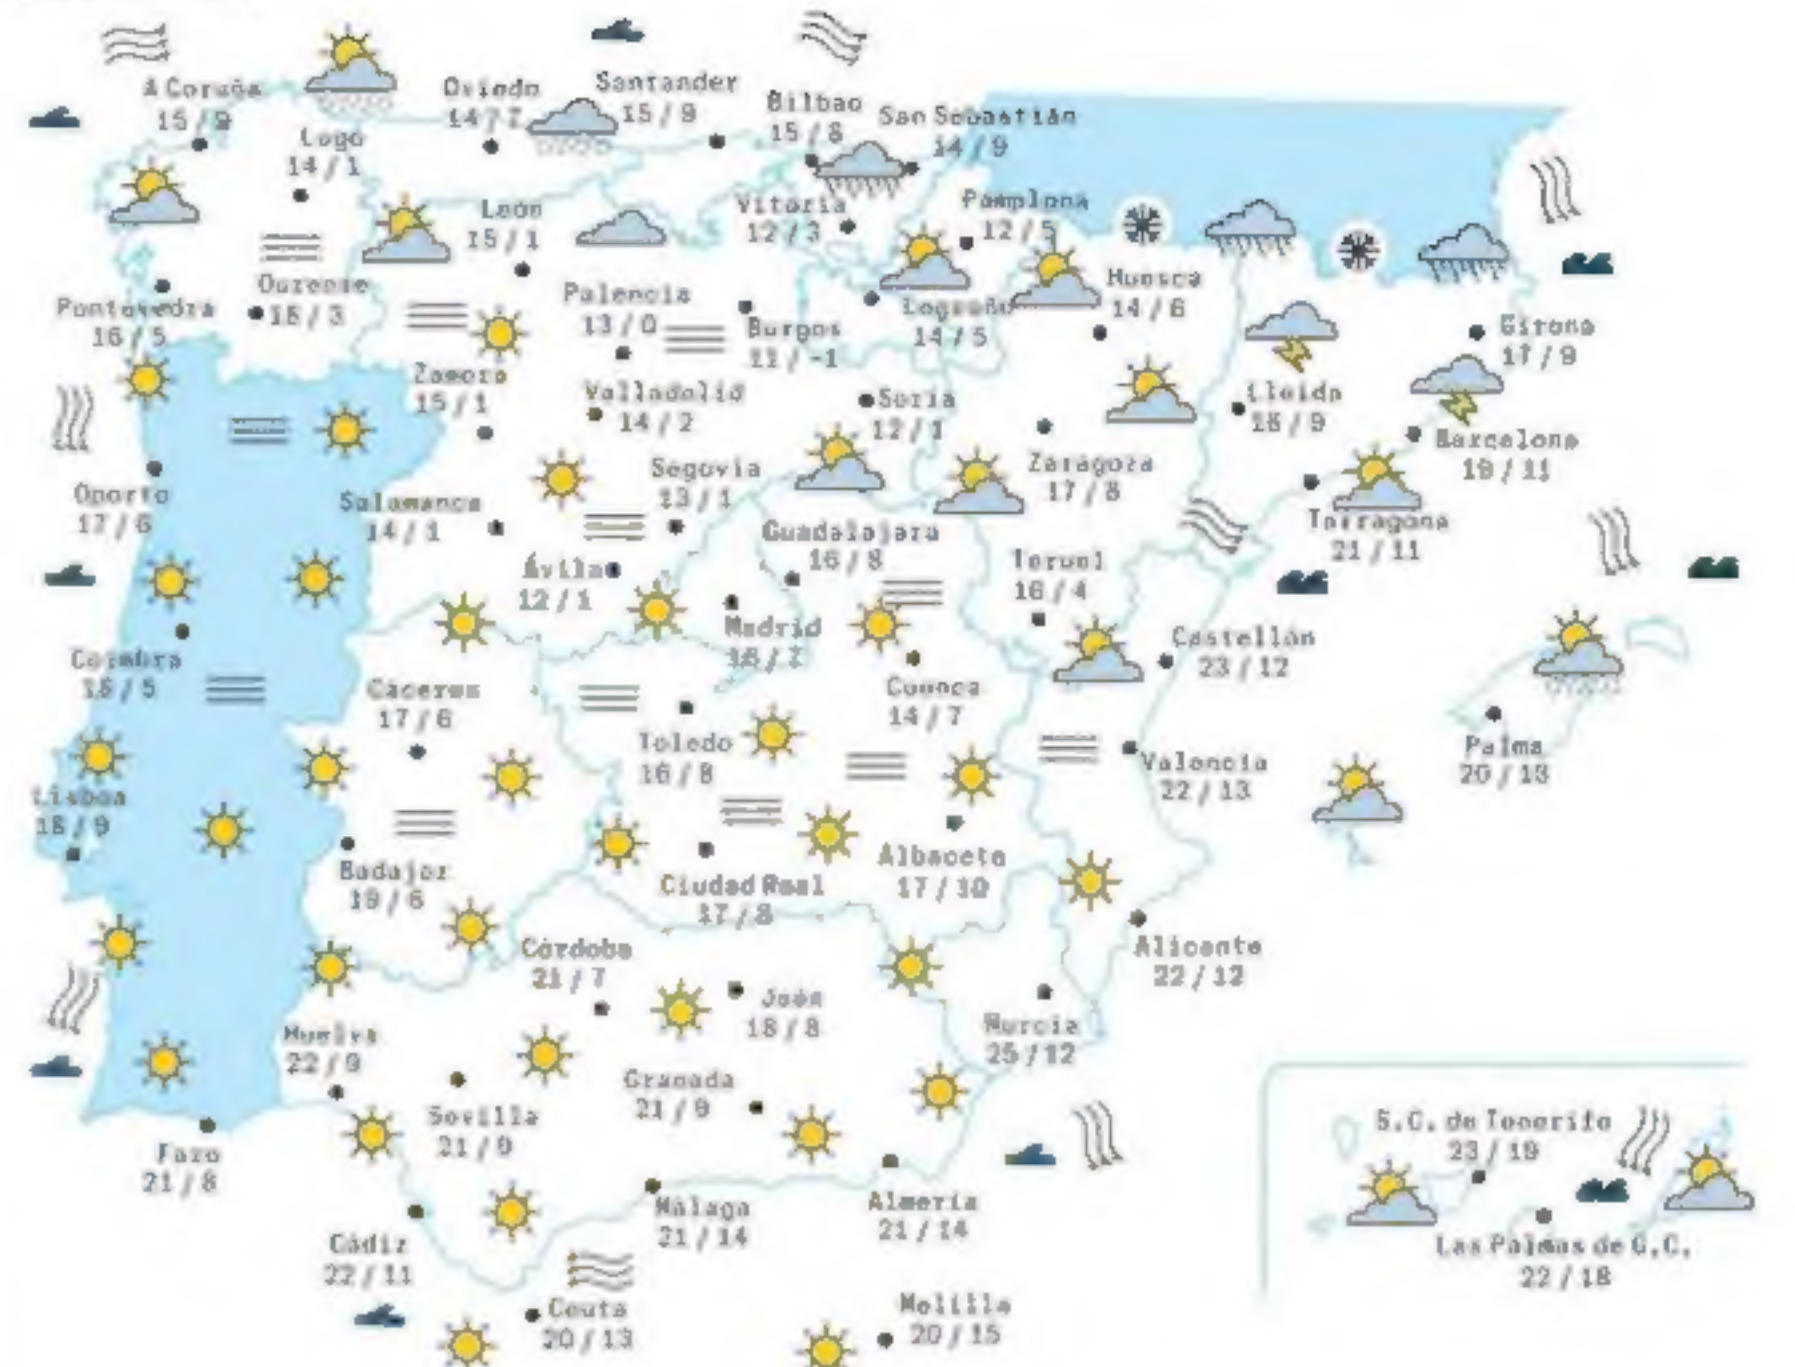 A Coruña
15 / 9
Lugo
14 / 1
Oviedo
14 / 7
Santander
15 / 9
Bilbao
15 / 8
San Sebastián
14 / 9
León
15 / 1
Vitoria
12 / 3
Pamplona
12 / 5
Pontevedra
16 / 5
Ourense
18 / 3
Palencia
13 / 0
Burgos
11 / -1
Logroño
14 / 5
Huesca
14 / 6
Girona
17 / 9
Zamora
15 / 1
Valladolid
14 / 2
Soria
12 / 1
Lleida
18 / 9
Barcelona
19 / 11
Oporto
17 / 6
Salamanca
14 / 1
Segovia
13 / 1
Zaragoza
17 / 8
Tarragona
21 / 11
Guadalajara
16 / 8
Ávila
12 / 1
Teruel
16 / 4
Madrid
16 / 7
Castellón
23 / 12
Coimbra
18 / 5
Cáceres
17 / 6
Cuenca
14 / 7
Toledo
16 / 8
Valencia
22 / 13
Palma
20 / 13
Lisboa
18 / 9
Badajoz
19 / 6
Ciudad Real
17 / 8
Albacete
17 / 10
Córdoba
21 / 7
Jaén
18 / 8
Alicante
22 / 12
Murcia
25 / 12
Huelva
22 / 9
Sevilla
21 / 9
Granada
21 / 9
Faro
21 / 8
Málaga
21 / 14
Almería
21 / 14
Cádiz
22 / 11
Ceuta
20 / 13
Melilla
20 / 15
S.C. de Tenerife
23 / 19
Las Palmas de G.C.
22 / 18